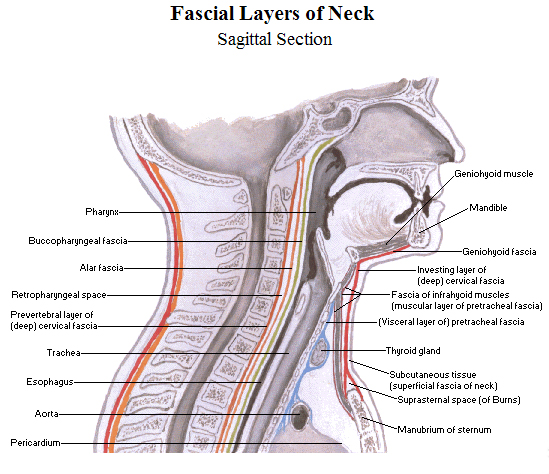 Fascial Layers of Neck
Sagittal Section
Pharynx
Buccopharyngeal fascia
Alar fascia
Retropharyngeal space
Prevertebral layer of
(deep) cervical fascia
Trachea
Esophagus
Aorta
Pericardium
Geniohyoid muscle
Mandible
Geniohyoid fascia
Investing layer of
(deep) cervical fascia
Fascia of infrahyoid muscles
(muscular layer of pretracheal fascia)
(Visceral layer of) pretracheal fascia
Thyroid gland
Subcutaneous tissue
(superficial fascia of neck)
Suprasternal space (of Burns)
Manubrium of sternum